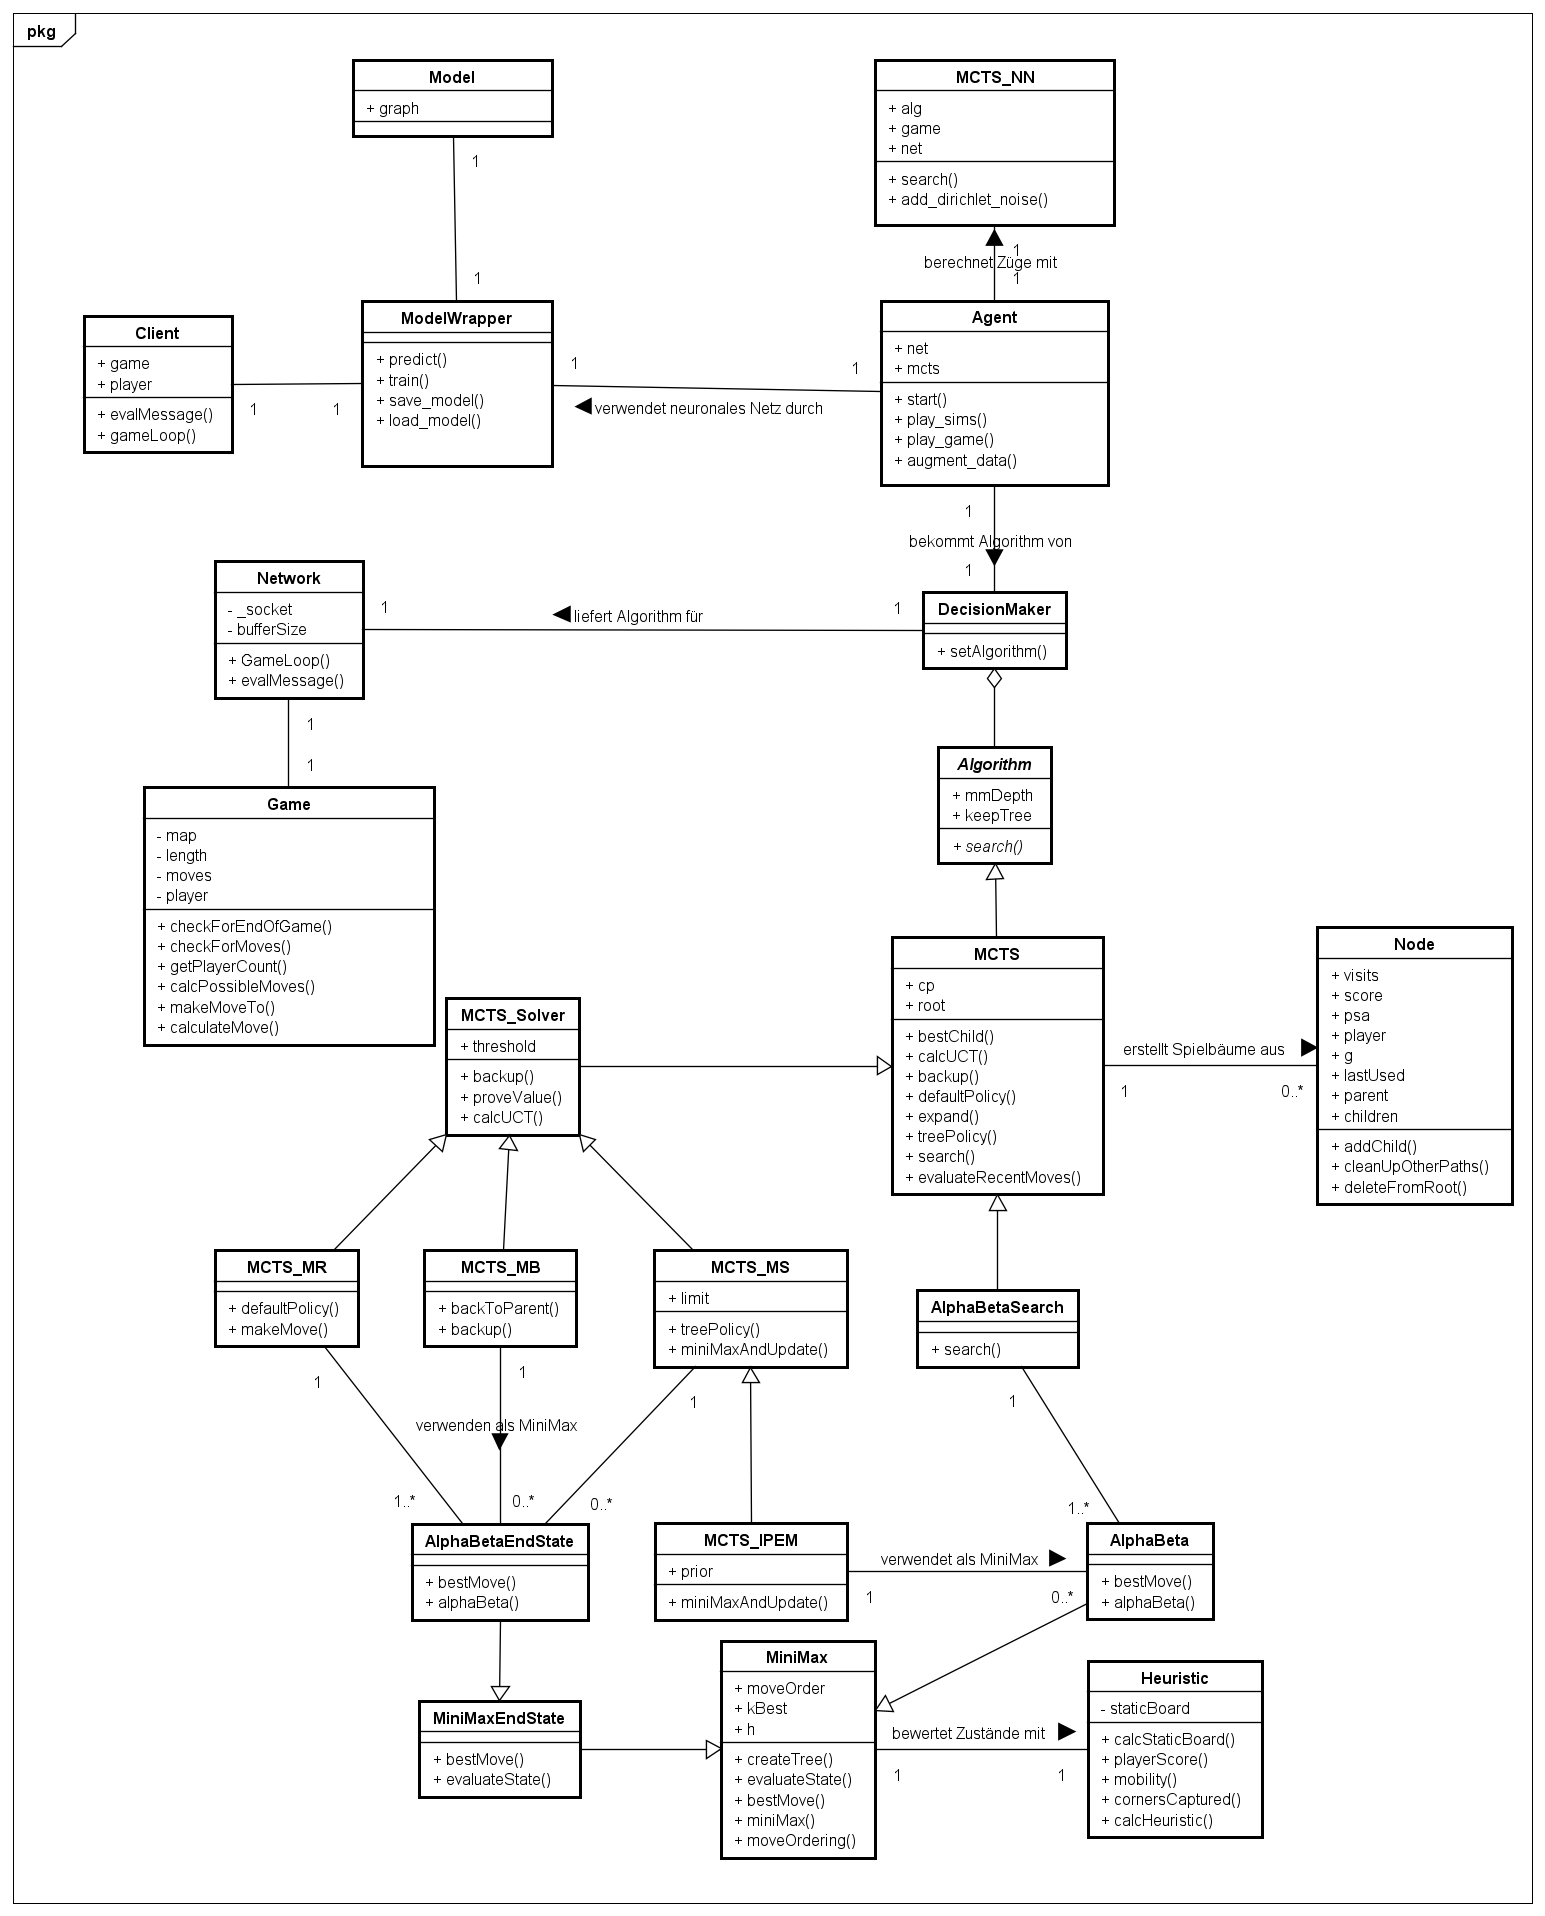 pkg
Model
+ graph
1
1
MCTS_NN
+ alg
+ game
+ net
+ search()
+ add_dirichlet_noise()
1
berechnet Züge mit
1
Client
+ game
+ player
+ evalMessage()
+ gameLoop()
1
1
ModelWrapper
+ predict()
+ train()
+ save_model()
+ load_model()
1
1
verwendet neuronales Netz durch
Agent
+ net
+ mcts
+ start()
+ play_sims()
+ play_game()
+ augment_data()
1
bekommt Algorithm von
1
Network
- _socket
- bufferSize
+ GameLoop()
+ evalMessage()
1
1
liefert Algorithm für
DecisionMaker
+ setAlgorithm()
1
1
Game
- map
- length
- moves
- player
+ checkForEndOfGame()
+ checkForMoves()
+ getPlayerCount()
+ calcPossibleMoves()
+ makeMoveTo()
+ calculateMove()
Algorithm
+ mmDepth
+ keepTree
+ search()
MCTS
+ cp
+ root
+ bestChild()
+ calcUCT()
+ backup()
+ defaultPolicy()
+ expand()
+ treePolicy()
+ search()
+ evaluateRecentMoves()
erstellt Spielbäume aus
1
0..*
Node
+ visits
+ score
+ psa
+ player
+ g
+ lastUsed
+ parent
+ children
+ addChild()
+ cleanUpOtherPaths()
+ deleteFromRoot()
MCTS_Solver
+ threshold
+ backup()
+ proveValue()
+ calcUCT()
MCTS_MR
+ defaultPolicy()
+ makeMove()
MCTS_MB
+ backToParent()
+ backup()
MCTS_MS
+ limit
+ treePolicy()
+ miniMaxAndUpdate()
AlphaBetaSearch
+ search()
1
1
1
1
verwenden als MiniMax
1..*
0..*
0..*
1..*
AlphaBetaEndState
+ bestMove()
+ alphaBeta()
MCTS_IPEM
+ prior
+ miniMaxAndUpdate()
verwendet als MiniMax
1
0..*
AlphaBeta
+ bestMove()
+ alphaBeta()
MiniMaxEndState
+ bestMove()
+ evaluateState()
MiniMax
+ moveOrder
+ kBest
+ h
+ createTree()
+ evaluateState()
+ bestMove()
+ miniMax()
+ moveOrdering()
bewertet Zustände mit
1
1
Heuristic
- staticBoard
+ calcStaticBoard()
+ playerScore()
+ mobility()
+ cornersCaptured()
+ calcHeuristic()